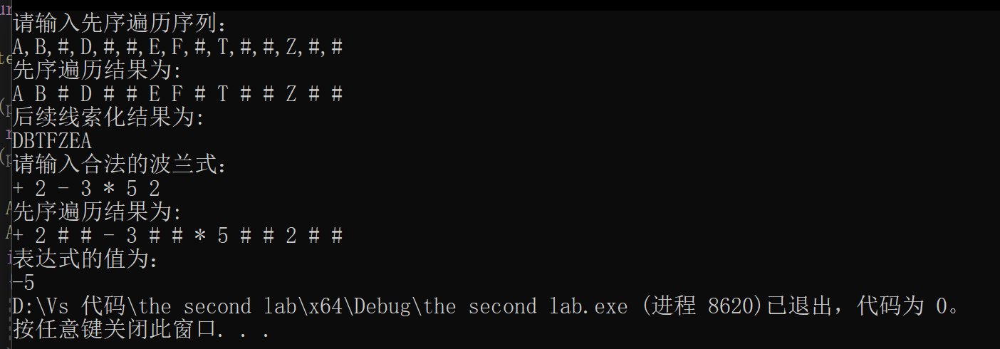 请输入先序遍历序列：
A,B,#,D,#,#,E,F,#,T,#,#,Z,#,#
先序遍历结果为:
A B # D # # E F # T # # Z # #
后续线索化结果为:
DBTFZEA
请输入合法的波兰式：
+ 2 - 3 * 5 2
先序遍历结果为:
+ 2 # # - 3 # # * 5 # # 2 # #
表达式的值为：
-5
D:\Vs 代码\the second lab\x64\Debug\the second lab.exe (进程 8620)已退出，代码为 0。
按任意键关闭此窗口. . .